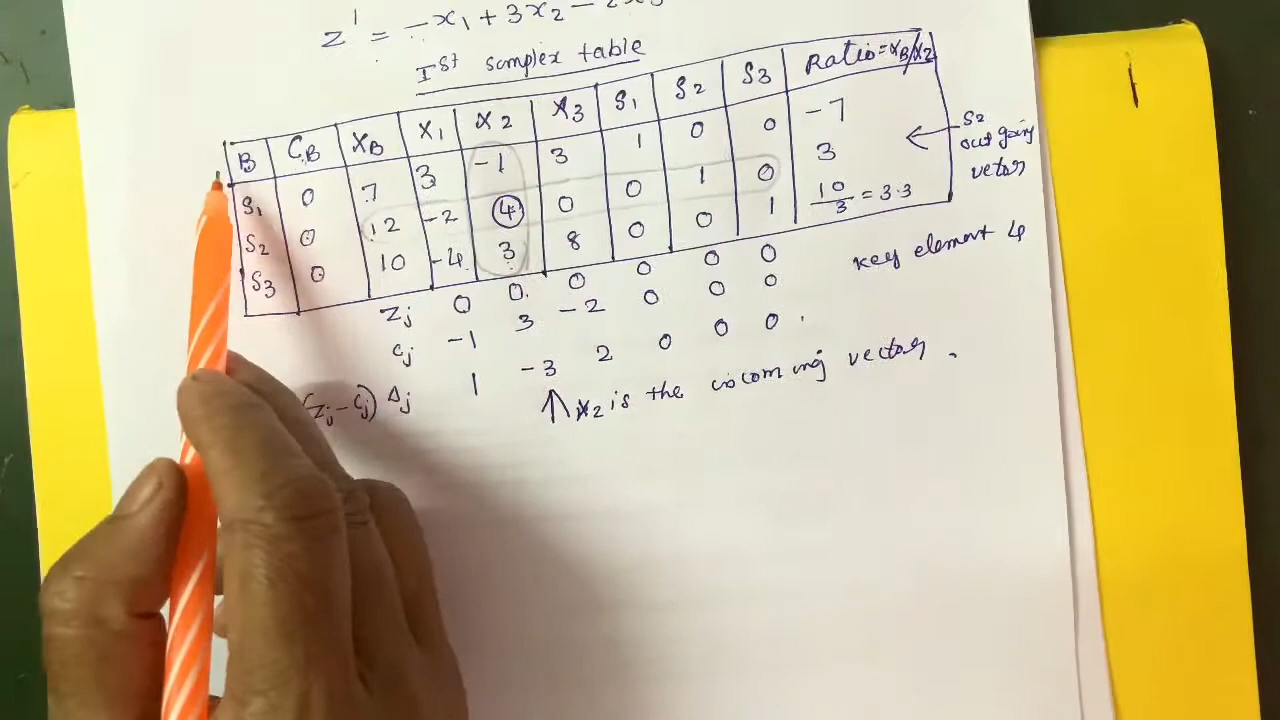 z' = -x1 + 3x2 - 2x3
Ist simplex table
B CB XB X1 X2 X3 S1 S2 S3 Ratio = XB/X2
S1 0 7 3 -1 3 1 0 0 -7
S2 0 12 -2 4 0 0 1 0 3 ← S2 out going vector
S3 0 10 -4 3 8 0 0 1 10/3 = 3.3
Zj 0 0 0 0 0 0 key element 4
Cj -1 3 -2 0 0 0
(Zj - Cj) Δj 1 -3 2 0 0 0
↑ x2 is the incoming vector.